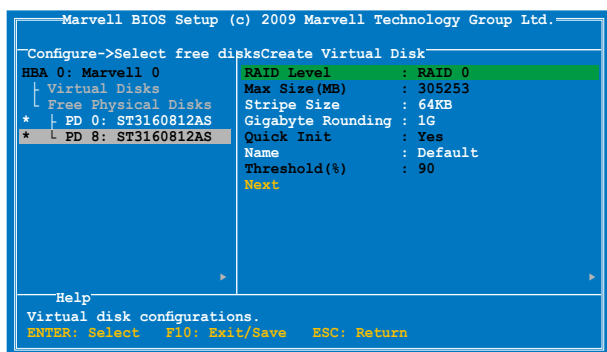 Marvell BIOS Setup (c) 2009 Marvell Technology Group Ltd.
Configure->Select free disksCreate Virtual Disk
HBA 0: Marvell 0
Virtual Disks
Free Physical Disks
* PD 0: ST3160812AS
* PD 8: ST3160812AS
RAID Level : RAID 0
Max Size(MB) : 305253
Stripe Size : 64KB
Gigabyte Rounding : 1G
Quick Init : Yes
Name : Default
Threshold(%) : 90
Next
Help
Virtual disk configurations.
ENTER: Select F10: Exit/Save ESC: Return